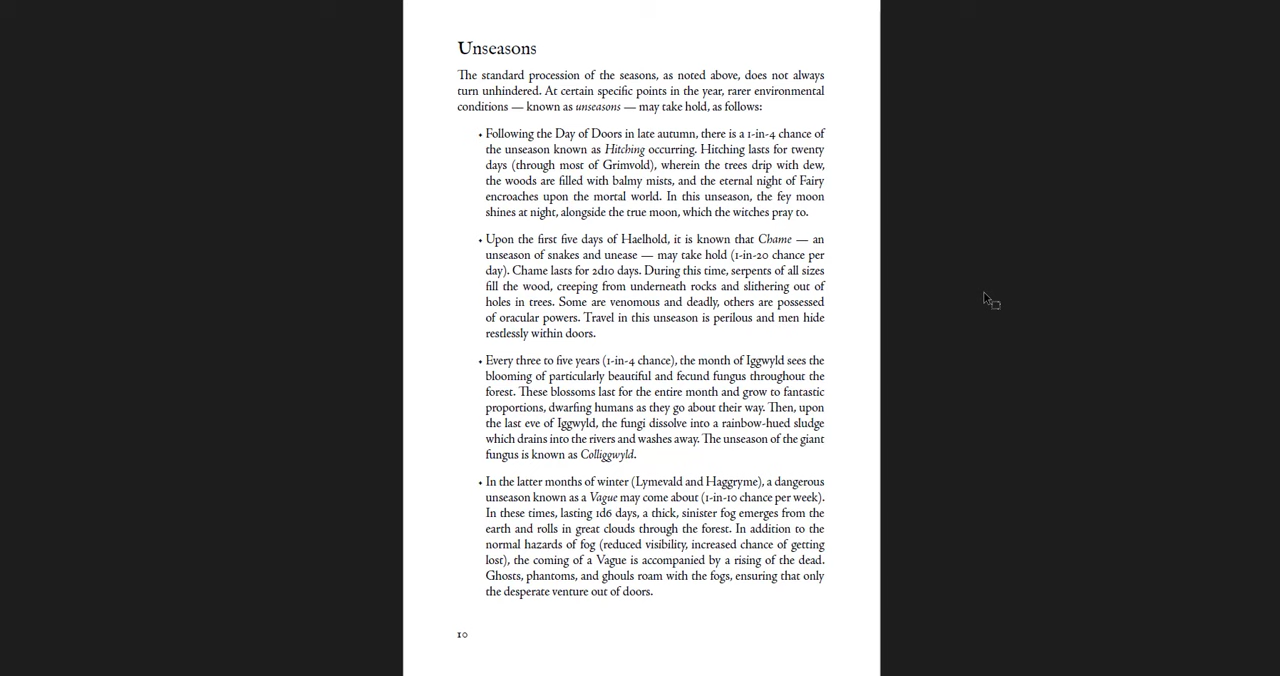 Unseasons
The standard procession of the seasons, as noted above, does not always
turn unhindered. At certain specific points in the year, rarer environmental
conditions — known as unseasons — may take hold, as follows:
• Following the Day of Doors in late autumn, there is a 1-in-4 chance of
the unseason known as Hitching occurring. Hitching lasts for twenty
days (through most of Grimvold), wherein the trees drip with dew,
the woods are filled with balmy mists, and the eternal night of Fairy
encroaches upon the mortal world. In this unseason, the fey moon
shines at night, alongside the true moon, which the witches pray to.
• Upon the first five days of Haelhold, it is known that Chame — an
unseason of snakes and unease — may take hold (1-in-20 chance per
day). Chame lasts for 2d10 days. During this time, serpents of all sizes
fill the wood, creeping from underneath rocks and slithering out of
holes in trees. Some are venomous and deadly, others are possessed
of oracular powers. Travel in this unseason is perilous and men hide
restlessly within doors.
• Every three to five years (1-in-4 chance), the month of Iggwyld sees the
blooming of particularly beautiful and fecund fungus throughout the
forest. These blossoms last for the entire month and grow to fantastic
proportions, dwarfing humans as they go about their way. Then, upon
the last eve of Iggwyld, the fungi dissolve into a rainbow-hued sludge
which drains into the rivers and washes away. The unseason of the giant
fungus is known as Colliggwyld.
• In the latter months of winter (Lymevald and Haggryme), a dangerous
unseason known as a Vague may come about (1-in-10 chance per week).
In these times, lasting 1d6 days, a thick, sinister fog emerges from the
earth and rolls in great clouds through the forest. In addition to the
normal hazards of fog (reduced visibility, increased chance of getting
lost), the coming of a Vague is accompanied by a rising of the dead.
Ghosts, phantoms, and ghouls roam with the fogs, ensuring that only
the desperate venture out of doors.
10